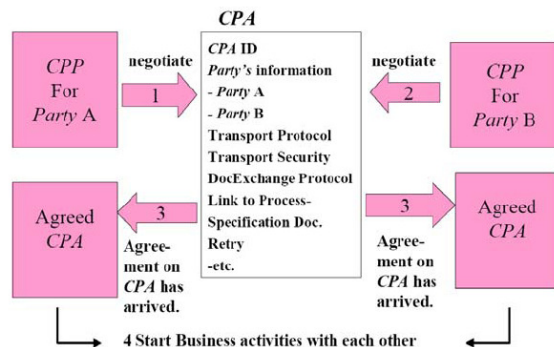 CPA
CPP
For
Party A
negotiate
1
CPA ID
Party's information
- Party A
- Party B
Transport Protocol
Transport Security
DocExchange Protocol
Link to Process-
Specification Doc.
Retry
-etc.
negotiate
2
CPP
For
Party B
Agreed
CPA
3
Agree-
ment on
CPA has
arrived.
3
Agree-
ment on
CPA has
arrived.
Agreed
CPA
4 Start Business activities with each other